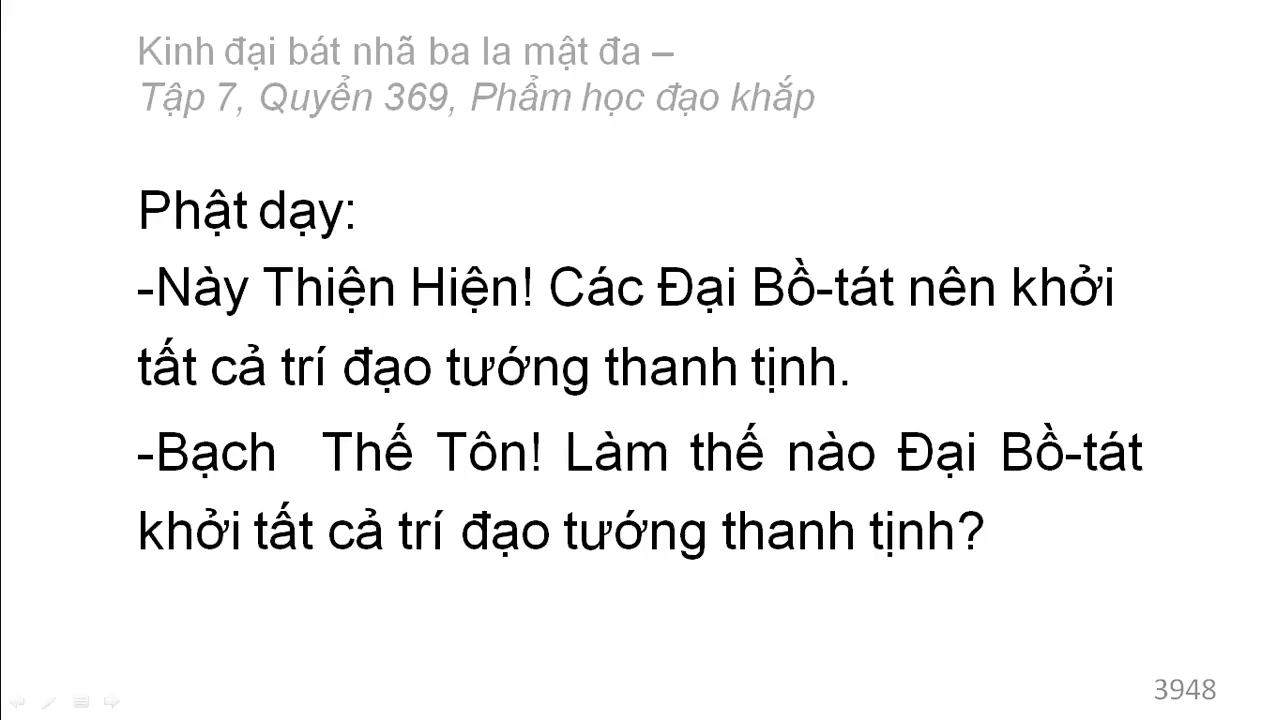 Kinh đại bát nhã ba la mật đa –
Tập 7, Quyển 369, Phẩm học đạo khắp
Phật dạy:
-Này Thiện Hiện! Các Đại Bồ-tát nên khởi
tất cả trí đạo tướng thanh tịnh.
-Bạch Thế Tôn! Làm thế nào Đại Bồ-tát
khởi tất cả trí đạo tướng thanh tịnh?
3948